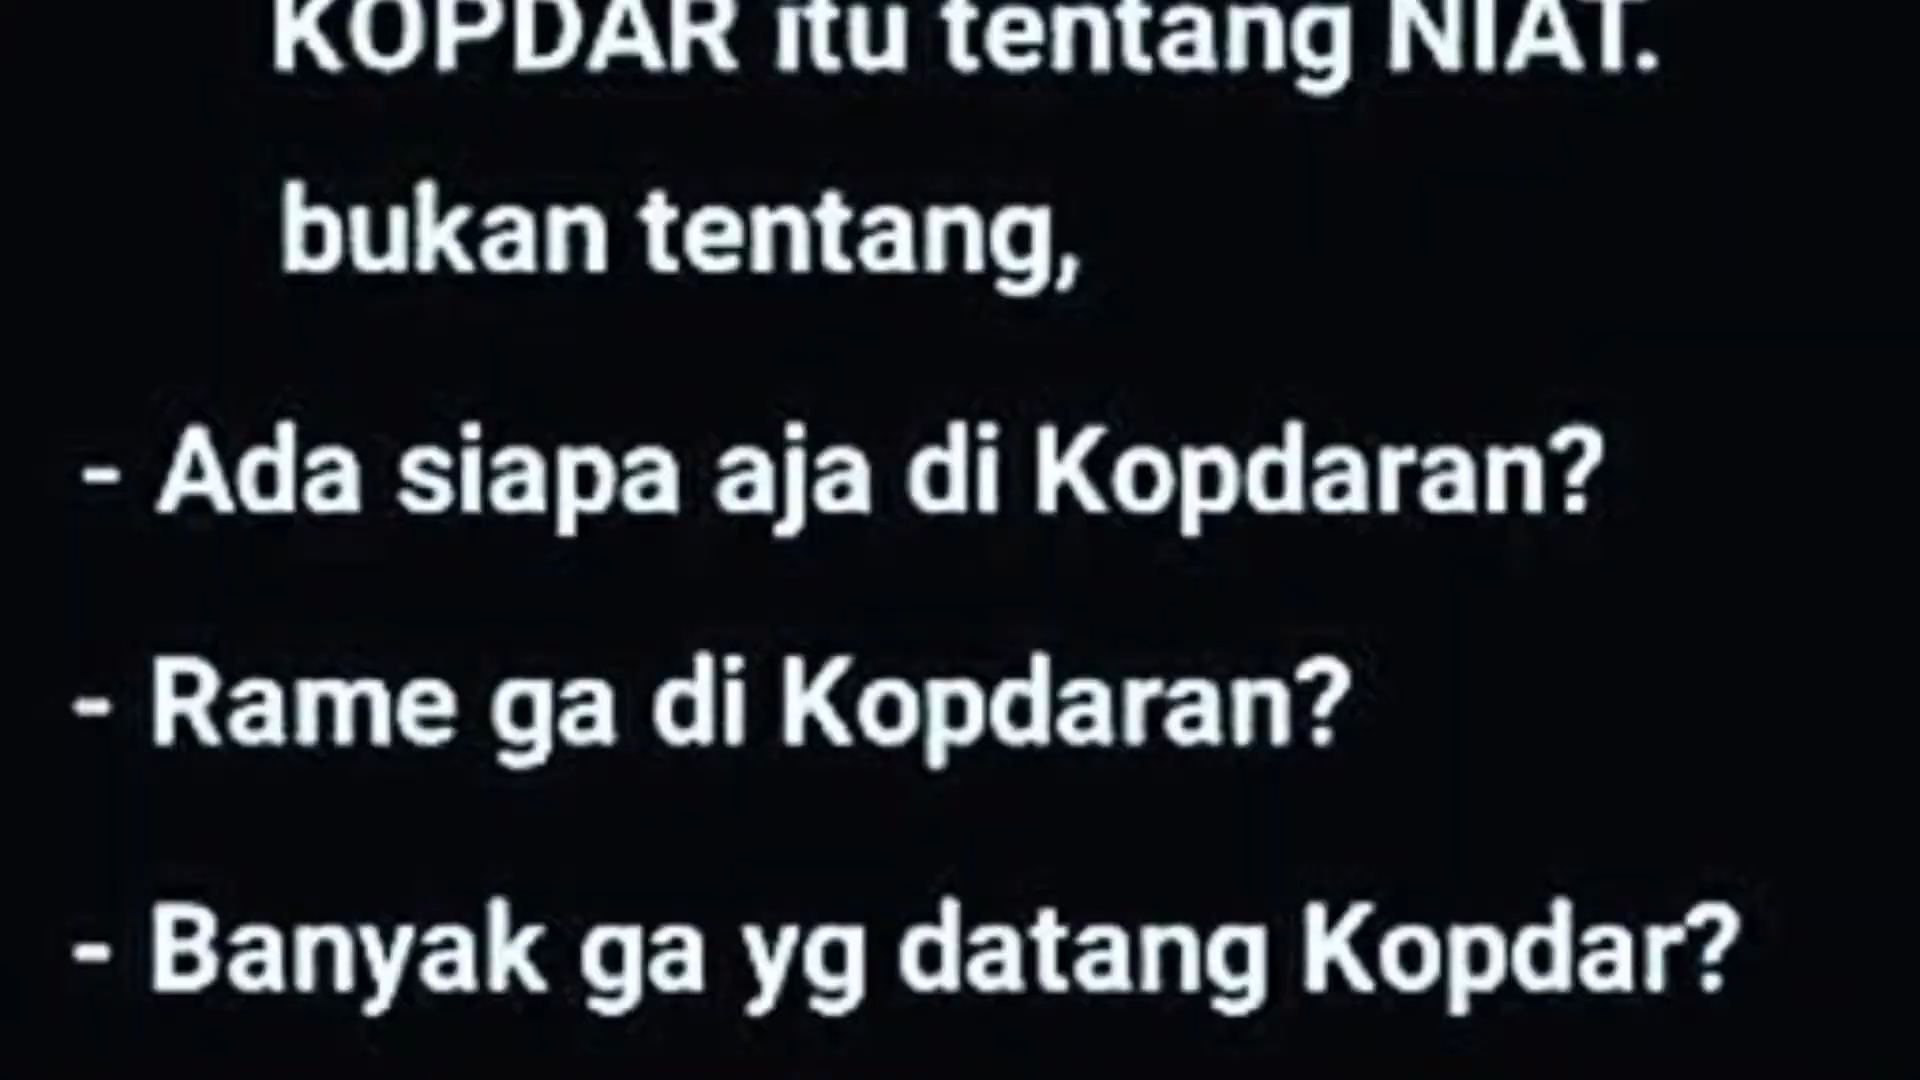 KOPDAR itu tentang NIAT.
bukan tentang,
- Ada siapa aja di Kopdaran?
- Rame ga di Kopdaran?
- Banyak ga yg datang Kopdar?